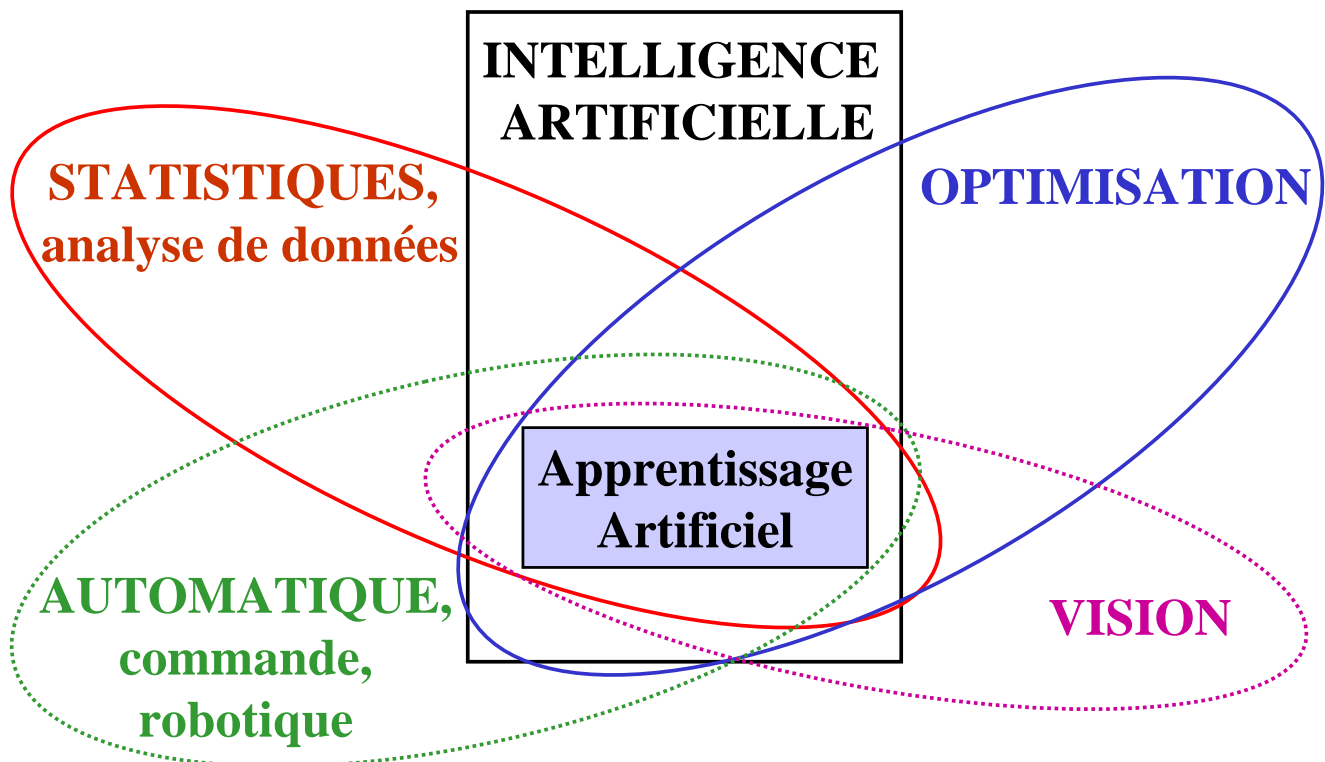 INTELLIGENCE
ARTIFICIELLE
STATISTIQUES,
analyse de données
OPTIMISATION
Apprentissage
Artificiel
AUTOMATIQUE,
commande,
robotique
VISION